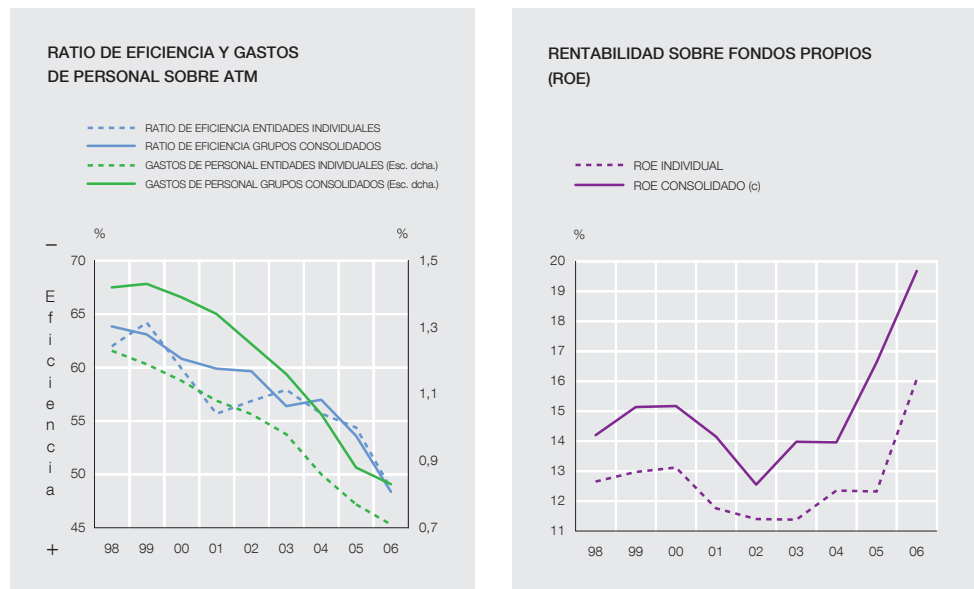 RATIO DE EFICIENCIA Y GASTOS
DE PERSONAL SOBRE ATM
RATIO DE EFICIENCIA ENTIDADES INDIVIDUALES
RATIO DE EFICIENCIA GRUPOS CONSOLIDADOS
GASTOS DE PERSONAL ENTIDADES INDIVIDUALES (Esc. dcha.)
GASTOS DE PERSONAL GRUPOS CONSOLIDADOS (Esc. dcha.)
% %
–
Eficiencia
+
70 1,5
65
1,3
60
1,1
55
0,9
50
45 0,7
98 99 00 01 02 03 04 05 06
RENTABILIDAD SOBRE FONDOS PROPIOS
(ROE)
ROE INDIVIDUAL
ROE CONSOLIDADO (c)
%
20
19
18
17
16
15
14
13
12
11
98 99 00 01 02 03 04 05 06